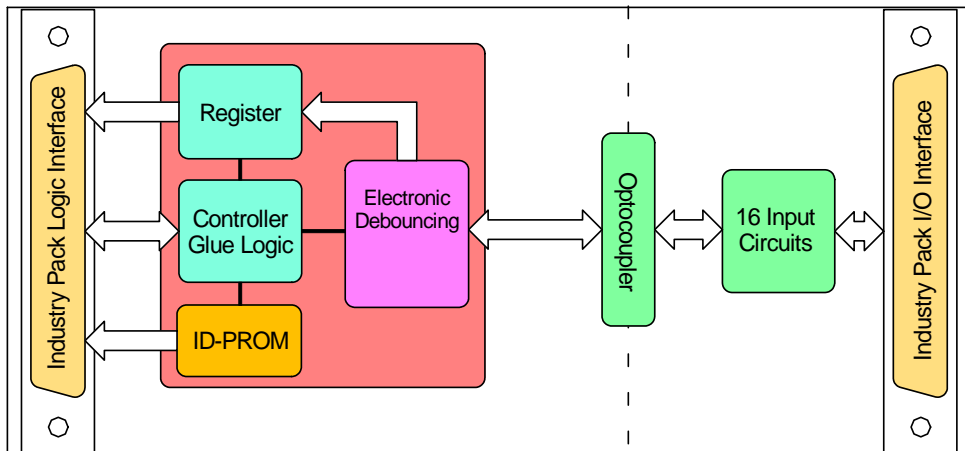 Industry Pack Logic Interface
Register
Controller
Glue Logic
ID-PROM
Electronic
Debouncing
Optocoupler
16 Input
Circuits
Industry Pack I/O Interface